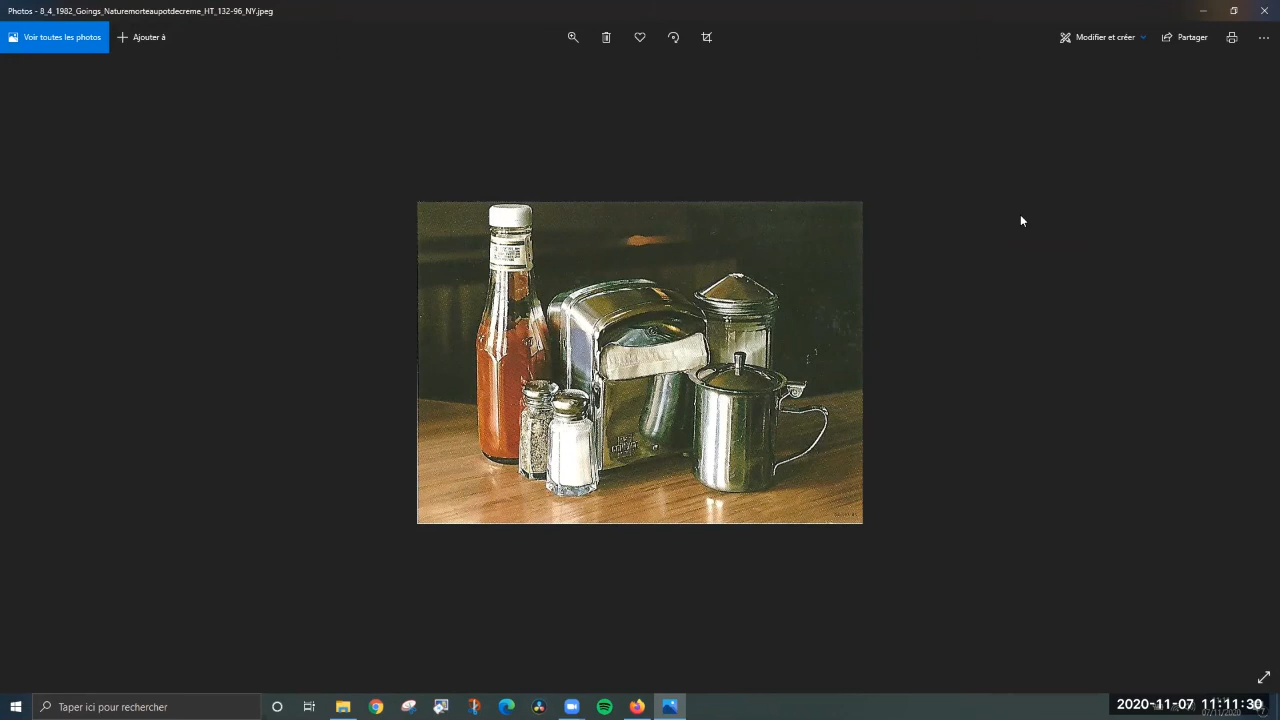 Photos - 8_4_1982_Goings_Naturemorteaupotdecreme_HT_132-96_NY.jpeg
Voir toutes les photos
Ajouter à
Modifier et créer
Partager
Taper ici pour rechercher
2020-11-07 11:11:30